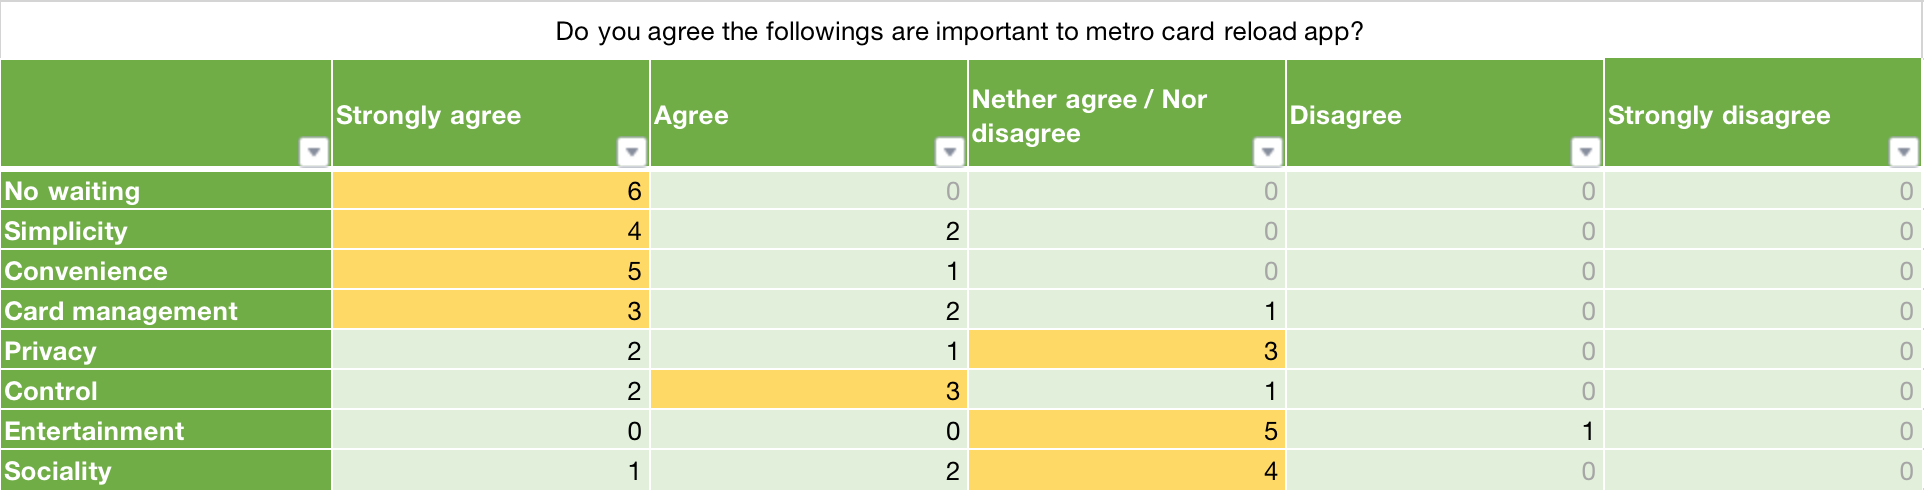 Do you agree the followings are important to metro card reload app?
Strongly agree Agree Nether agree / Nor disagree Disagree Strongly disagree
No waiting 6 0 0 0 0
Simplicity 4 2 0 0 0
Convenience 5 1 0 0 0
Card management 3 2 1 0 0
Privacy 2 1 3 0 0
Control 2 3 1 0 0
Entertainment 0 0 5 1 0
Sociality 1 2 4 0 0